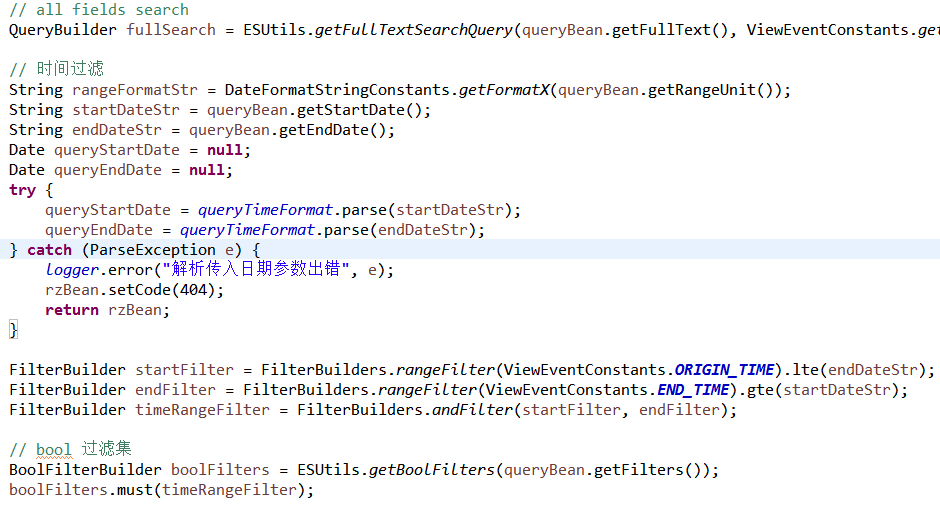 // all fields search
QueryBuilder fullSearch = ESUtils.getFullTextSearchQuery(queryBean.getFullText(), ViewEventConstants.get
// 时间过滤
String rangeFormatStr = DateFormatStringConstants.getFormatX(queryBean.getRangeUnit());
String startDateStr = queryBean.getStartDate();
String endDateStr = queryBean.getEndDate();
Date queryStartDate = null;
Date queryEndDate = null;
try {
    queryStartDate = queryTimeFormat.parse(startDateStr);
    queryEndDate = queryTimeFormat.parse(endDateStr);
} catch (ParseException e) {
    logger.error("解析传入日期参数出错", e);
    rzBean.setCode(404);
    return rzBean;
}
FilterBuilder startFilter = FilterBuilders.rangeFilter(ViewEventConstants.ORIGIN_TIME).lte(endDateStr);
FilterBuilder endFilter = FilterBuilders.rangeFilter(ViewEventConstants.END_TIME).gte(startDateStr);
FilterBuilder timeRangeFilter = FilterBuilders.andFilter(startFilter, endFilter);
// bool 过滤集
BoolFilterBuilder boolFilters = ESUtils.getBoolFilters(queryBean.getFilters());
boolFilters.must(timeRangeFilter);